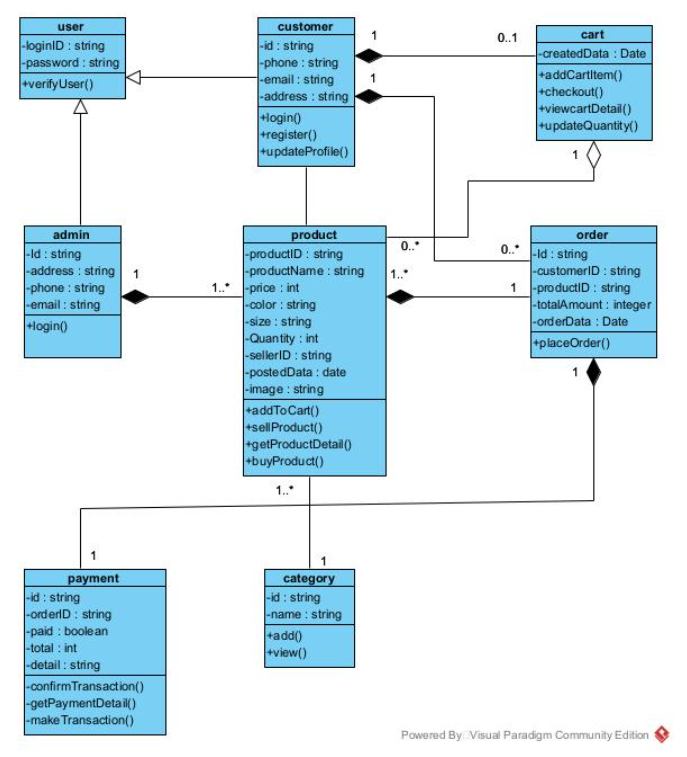 user
-loginID : string
-password : string
+verifyUser()
customer
-id : string
-phone : string
-email : string
-address : string
+login()
+register()
+updateProfile()
1
0..1
1
cart
-createdData : Date
+addCartItem()
+checkout()
+viewcartDetail()
+updateQuantity()
1
admin
-Id : string
-address : string
-phone : string
-email : string
+login()
1
1..*
product
-productID : string
-productName : string
-price : int
-color : string
-size : string
-Quantity : int
-sellerID : string
-postedData : date
-image : string
+addToCart()
+sellProduct()
+getProductDetail()
+buyProduct()
0..*
0..*
1..*
1
order
-Id : string
-customerID : string
-productID : string
-totalAmount : integer
-orderData : Date
+placeOrder()
1
1..*
1
1
payment
-id : string
-orderID : string
-paid : boolean
-total : int
-detail : string
-confirmTransaction()
-getPaymentDetail()
-makeTransaction()
category
-id : string
-name : string
+add()
+view()
Powered By Visual Paradigm Community Edition